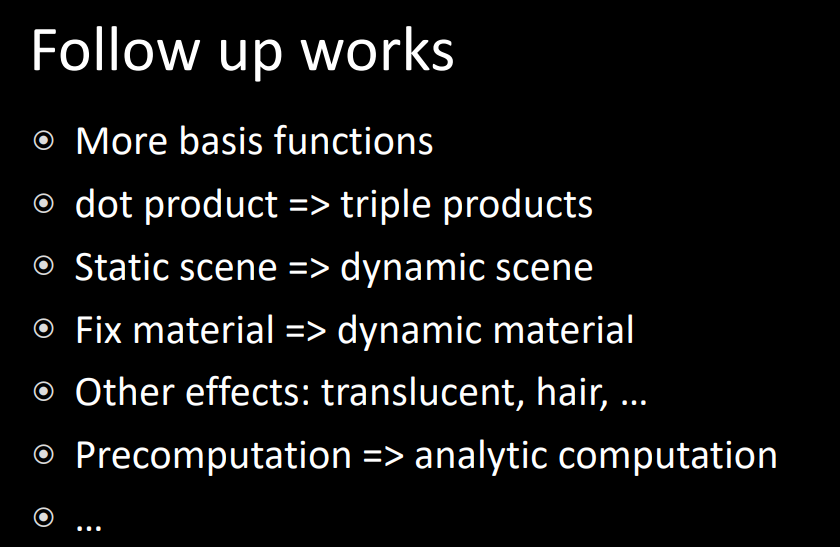 Follow up works
More basis functions
dot product => triple products
Static scene => dynamic scene
Fix material => dynamic material
Other effects: translucent, hair, …
Precomputation => analytic computation
…